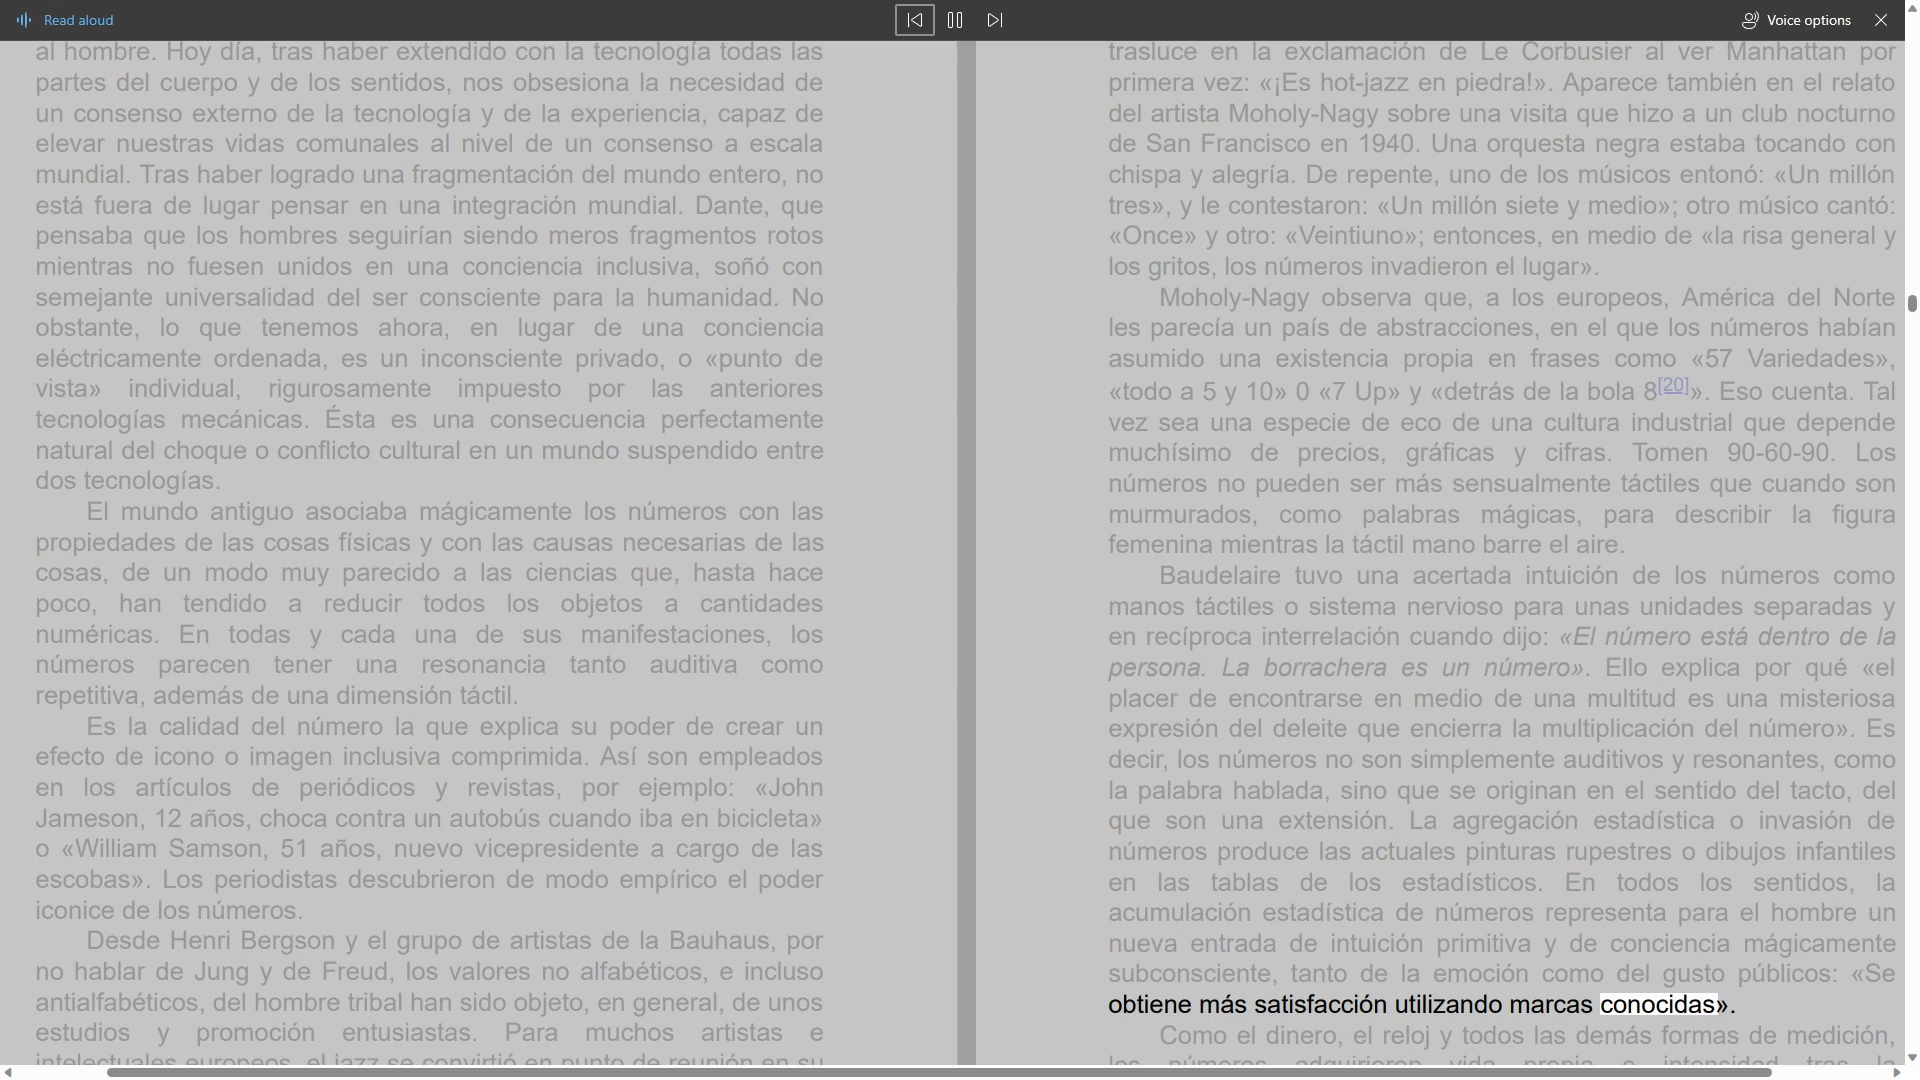 Read aloud
Voice options
al hombre. Hoy día, tras haber extendido con la tecnología todas las
partes del cuerpo y de los sentidos, nos obsesiona la necesidad de
un consenso externo de la tecnología y de la experiencia, capaz de
elevar nuestras vidas comunales al nivel de un consenso a escala
mundial. Tras haber logrado una fragmentación del mundo entero, no
está fuera de lugar pensar en una integración mundial. Dante, que
pensaba que los hombres seguirían siendo meros fragmentos rotos
mientras no fuesen unidos en una conciencia inclusiva, soñó con
semejante universalidad del ser consciente para la humanidad. No
obstante, lo que tenemos ahora, en lugar de una conciencia
eléctricamente ordenada, es un inconsciente privado, o «punto de
vista» individual, rigurosamente impuesto por las anteriores
tecnologías mecánicas. Ésta es una consecuencia perfectamente
natural del choque o conflicto cultural en un mundo suspendido entre
dos tecnologías.
El mundo antiguo asociaba mágicamente los números con las
propiedades de las cosas físicas y con las causas necesarias de las
cosas, de un modo muy parecido a las ciencias que, hasta hace
poco, han tendido a reducir todos los objetos a cantidades
numéricas. En todas y cada una de sus manifestaciones, los
números parecen tener una resonancia tanto auditiva como
repetitiva, además de una dimensión táctil.
Es la calidad del número la que explica su poder de crear un
efecto de icono o imagen inclusiva comprimida. Así son empleados
en los artículos de periódicos y revistas, por ejemplo: «John
Jameson, 12 años, choca contra un autobús cuando iba en bicicleta»
o «William Samson, 51 años, nuevo vicepresidente a cargo de las
escobas». Los periodistas descubrieron de modo empírico el poder
iconice de los números.
Desde Henri Bergson y el grupo de artistas de la Bauhaus, por
no hablar de Jung y de Freud, los valores no alfabéticos, e incluso
antialfabéticos, del hombre tribal han sido objeto, en general, de unos
estudios y promoción entusiastas. Para muchos artistas e
intelectuales europeos, el jazz se convirtió en punto de reunión en su
trasluce en la exclamación de Le Corbusier al ver Manhattan por
primera vez: «¡Es hot-jazz en piedra!». Aparece también en el relato
del artista Moholy-Nagy sobre una visita que hizo a un club nocturno
de San Francisco en 1940. Una orquesta negra estaba tocando con
chispa y alegría. De repente, uno de los músicos entonó: «Un millón
tres», y le contestaron: «Un millón siete y medio»; otro músico cantó:
«Once» y otro: «Veintiuno»; entonces, en medio de «la risa general y
los gritos, los números invadieron el lugar».
Moholy-Nagy observa que, a los europeos, América del Norte
les parecía un país de abstracciones, en el que los números habían
asumido una existencia propia en frases como «57 Variedades»,
«todo a 5 y 10» 0 «7 Up» y «detrás de la bola 8[20]». Eso cuenta. Tal
vez sea una especie de eco de una cultura industrial que depende
muchísimo de precios, gráficas y cifras. Tomen 90-60-90. Los
números no pueden ser más sensualmente táctiles que cuando son
murmurados, como palabras mágicas, para describir la figura
femenina mientras la táctil mano barre el aire.
Baudelaire tuvo una acertada intuición de los números como
manos táctiles o sistema nervioso para unas unidades separadas y
en recíproca interrelación cuando dijo: «El número está dentro de la
persona. La borrachera es un número». Ello explica por qué «el
placer de encontrarse en medio de una multitud es una misteriosa
expresión del deleite que encierra la multiplicación del número». Es
decir, los números no son simplemente auditivos y resonantes, como
la palabra hablada, sino que se originan en el sentido del tacto, del
que son una extensión. La agregación estadística o invasión de
números produce las actuales pinturas rupestres o dibujos infantiles
en las tablas de los estadísticos. En todos los sentidos, la
acumulación estadística de números representa para el hombre un
nueva entrada de intuición primitiva y de conciencia mágicamente
subconsciente, tanto de la emoción como del gusto públicos: «Se
obtiene más satisfacción utilizando marcas conocidas».
Como el dinero, el reloj y todos las demás formas de medición,
los números adquirieron vida propia e intensidad tras la